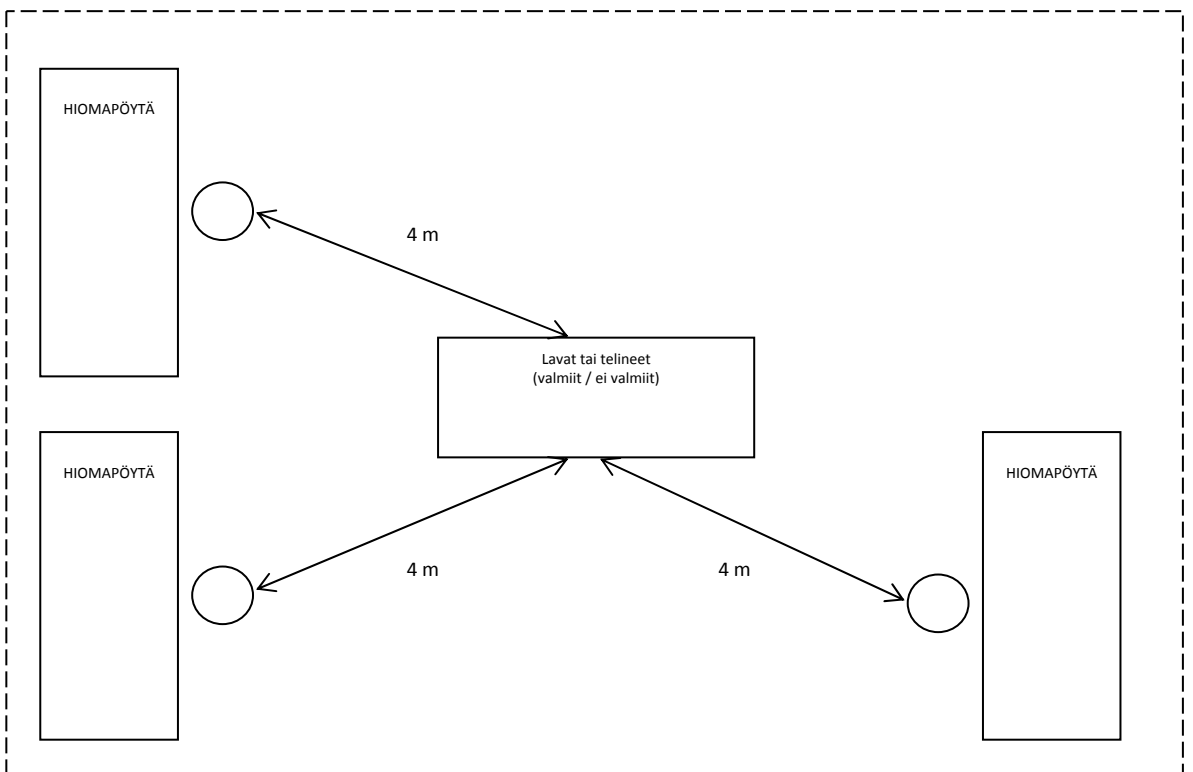 HIOMAPÖYTÄ
4 m
Lavat tai telineet
(valmiit / ei valmiit)
HIOMAPÖYTÄ
HIOMAPÖYTÄ
4 m
4 m